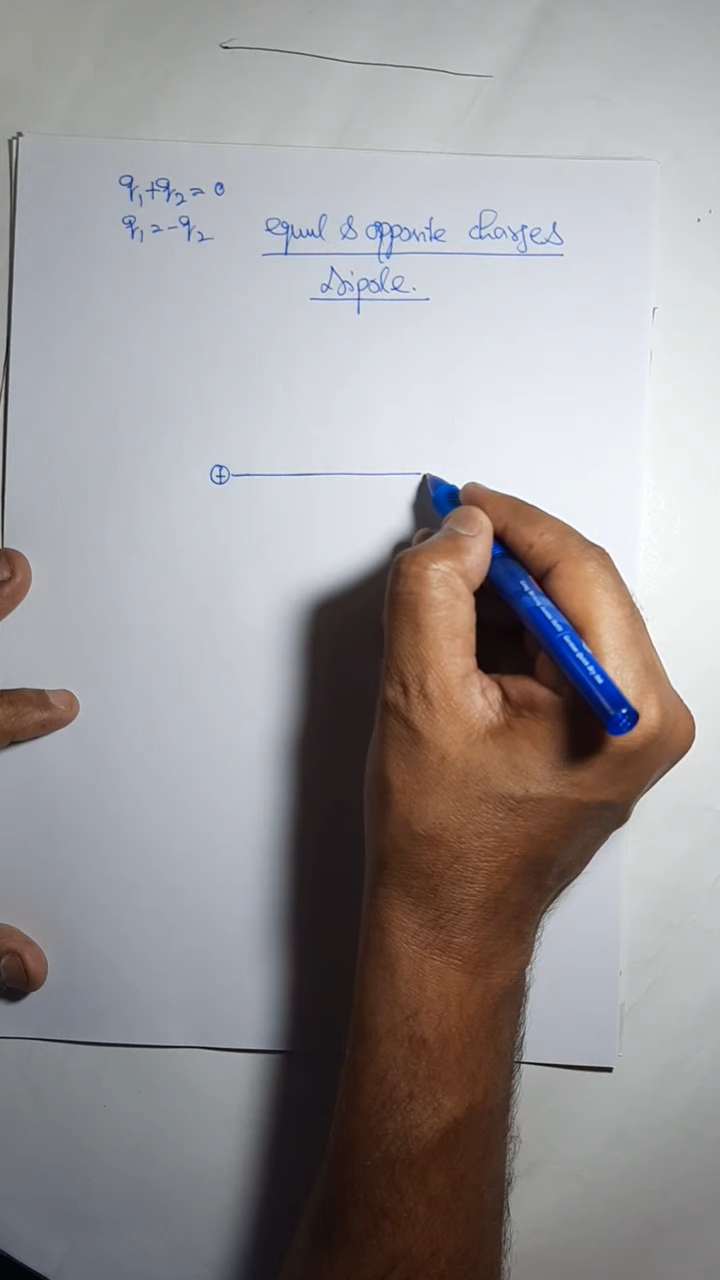 q₁+q₂=0
q₁=-q₂ equal & opposite charges
Dipole.
+